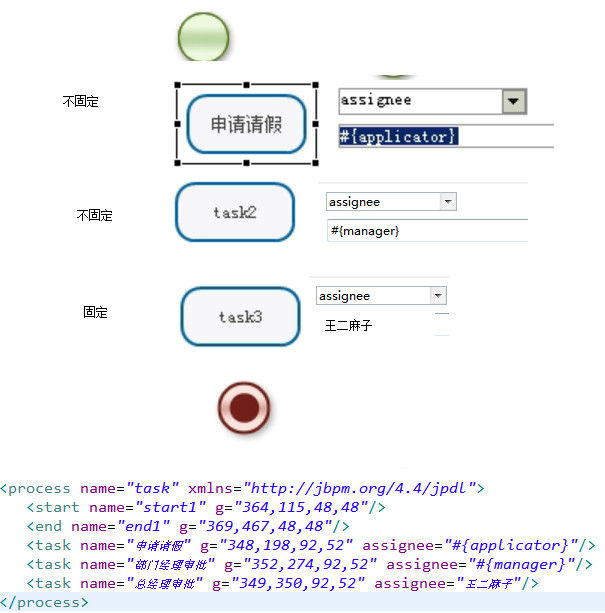 不固定
申请请假
assignee
#{applicator}
不固定
task2
assignee
#{manager}
固定
task3
assignee
王二麻子
<process name="task" xmlns="http://jbpm.org/4.4/jpdl">
<start name="start1" g="364,115,48,48"/>
<end name="end1" g="369,467,48,48"/>
<task name="申请请假" g="348,198,92,52" assignee="#{applicator}"/>
<task name="部门经理审批" g="352,274,92,52" assignee="#{manager}"/>
<task name="总经理审批" g="349,350,92,52" assignee="王二麻子"/>
</process>